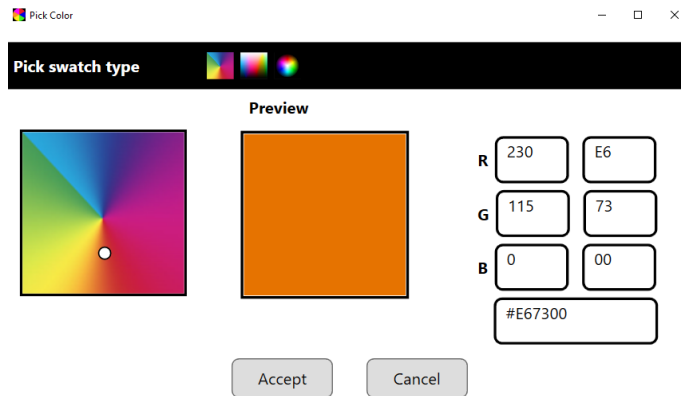 Pick Color
Pick swatch type
Preview
R 230 E6
G 115 73
B 0 00
#E67300
Accept Cancel